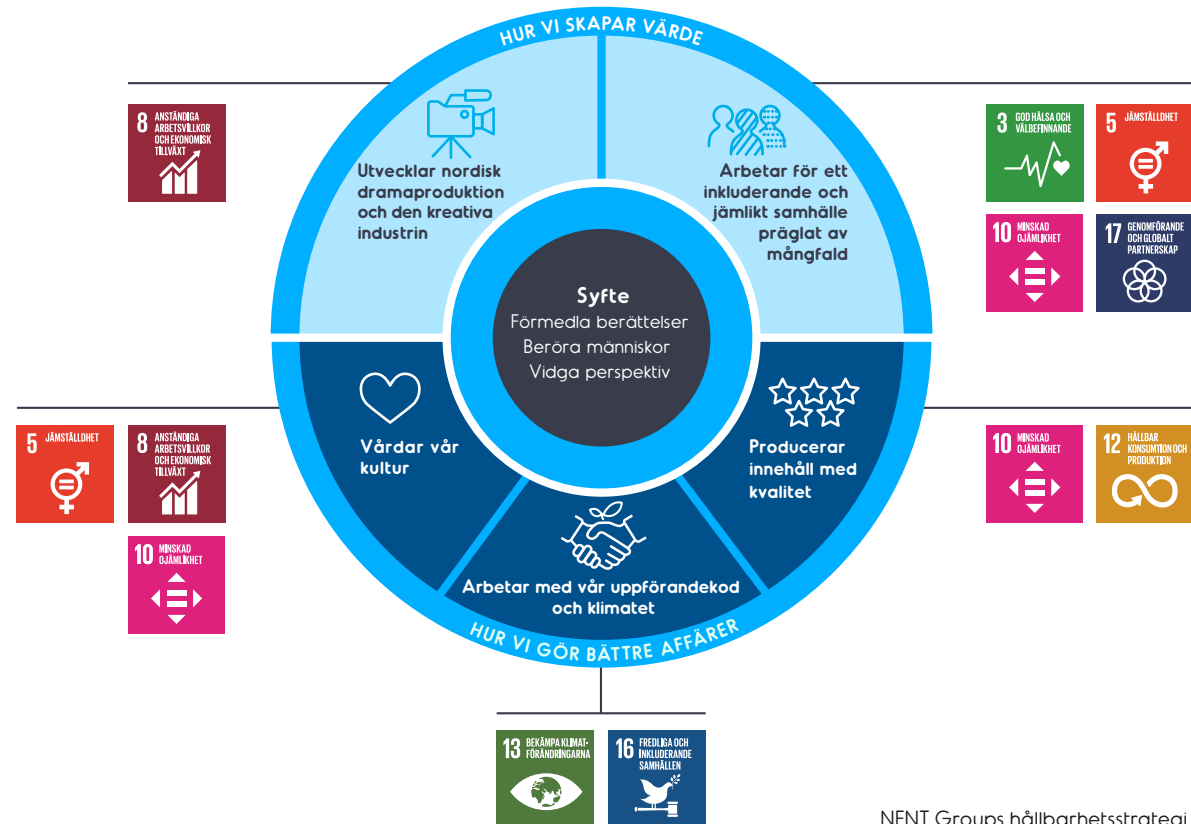 HUR VI SKAPAR VÄRDE
8 ANSTÄNDIGA
ARBETSVILLKOR
OCH EKONOMISK
TILLVÄXT
Utvecklar nordisk
dramaproduktion
och den kreativa
industrin
Arbetar för ett
inkluderande och
jämlikt samhälle
präglat av
mångfald
3 GOD HÄLSA OCH
VÄLBEFINNANDE
5 JÄMSTÄLLDHET
10 MINSKAD
OJÄMLIKHET
17 GENOMFÖRANDE
OCH GLOBALT
PARTNERSKAP
Syfte
Förmedla berättelser
Beröra människor
Vidga perspektiv
5 JÄMSTÄLLDHET
8 ANSTÄNDIGA
ARBETSVILLKOR
OCH EKONOMISK
TILLVÄXT
10 MINSKAD
OJÄMLIKHET
Vårdar vår
kultur
Producerar
innehåll med
kvalitet
10 MINSKAD
OJÄMLIKHET
12 HÅLLBAR
KONSUMTION OCH
PRODUKTION
Arbetar med vår uppförandekod
och klimatet
HUR VI GÖR BÄTTRE AFFÄRER
13 BEKÄMPA KLIMAT-
FÖRÄNDRINGARNA
16 FREDLIGA OCH
INKLUDERANDE
SAMHÄLLEN
NENT Groups hållbarhetsstrategi